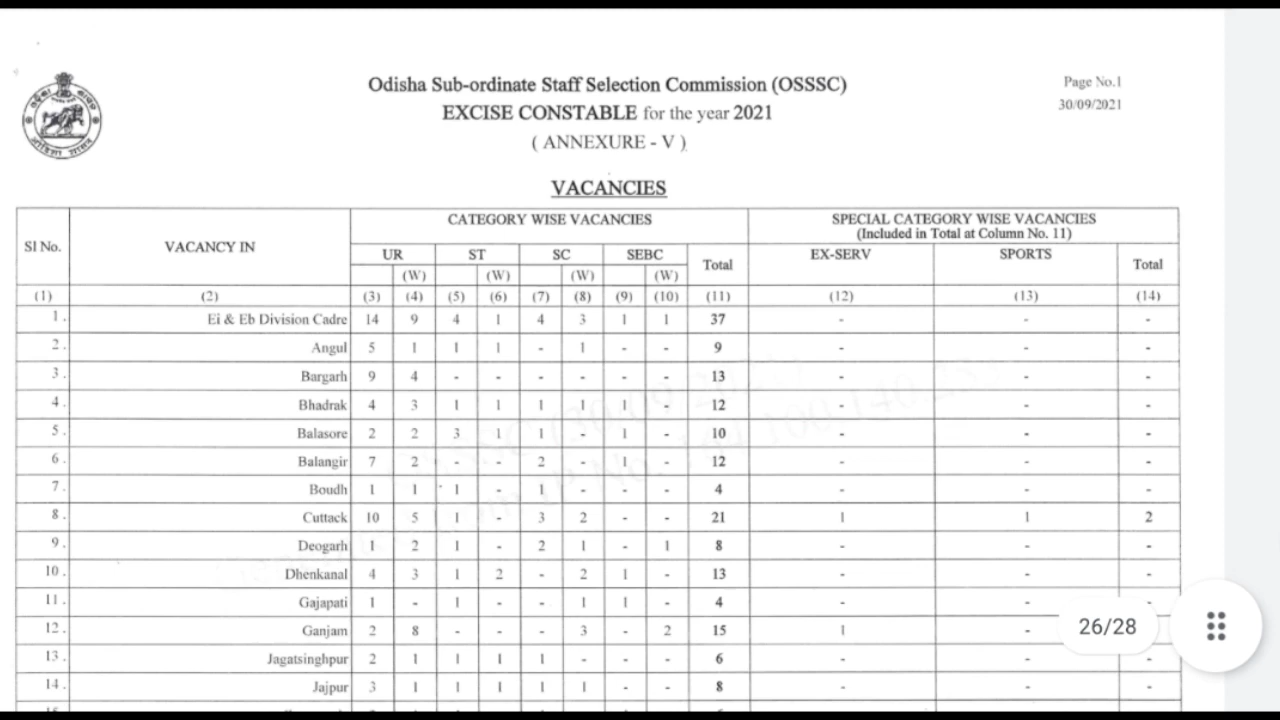 Odisha Sub-ordinate Staff Selection Commission (OSSSC)
Page No.1
EXCISE CONSTABLE for the year 2021
30/09/2021
( ANNEXURE - V )
VACANCIES
Sl No. VACANCY IN CATEGORY WISE VACANCIES SPECIAL CATEGORY WISE VACANCIES
(Included in Total at Column No. 11)
UR ST SC SEBC Total EX-SERV SPORTS Total
(W) (W) (W) (W)
(1) (2) (3) (4) (5) (6) (7) (8) (9) (10) (11) (12) (13) (14)
1. Ei & Eb Division Cadre 14 9 4 1 4 3 1 1 37 - - -
2. Angul 5 1 1 1 - 1 - - 9 - - -
3. Bargarh 9 4 - - - - - - 13 - - -
4. Bhadrak 4 3 1 1 1 1 1 - 12 - - -
5. Balasore 2 2 3 1 1 - 1 - 10 - - -
6. Balangir 7 2 - - 2 - 1 - 12 - - -
7. Boudh 1 1 1 - 1 - - - 4 - - -
8. Cuttack 10 5 1 - 3 2 - - 21 1 1 2
9. Deogarh 1 2 1 - 2 1 - 1 8 - - -
10. Dhenkanal 4 3 1 2 - 2 1 - 13 - - -
11. Gajapati 1 - 1 - - 1 1 - 4 - - -
12. Ganjam 2 8 - - - 3 - 2 15 1 -
26/28
13. Jagatsinghpur 2 1 1 1 1 - - - 6 - - -
14. Jajpur 3 1 1 1 1 1 - - 8 - - -